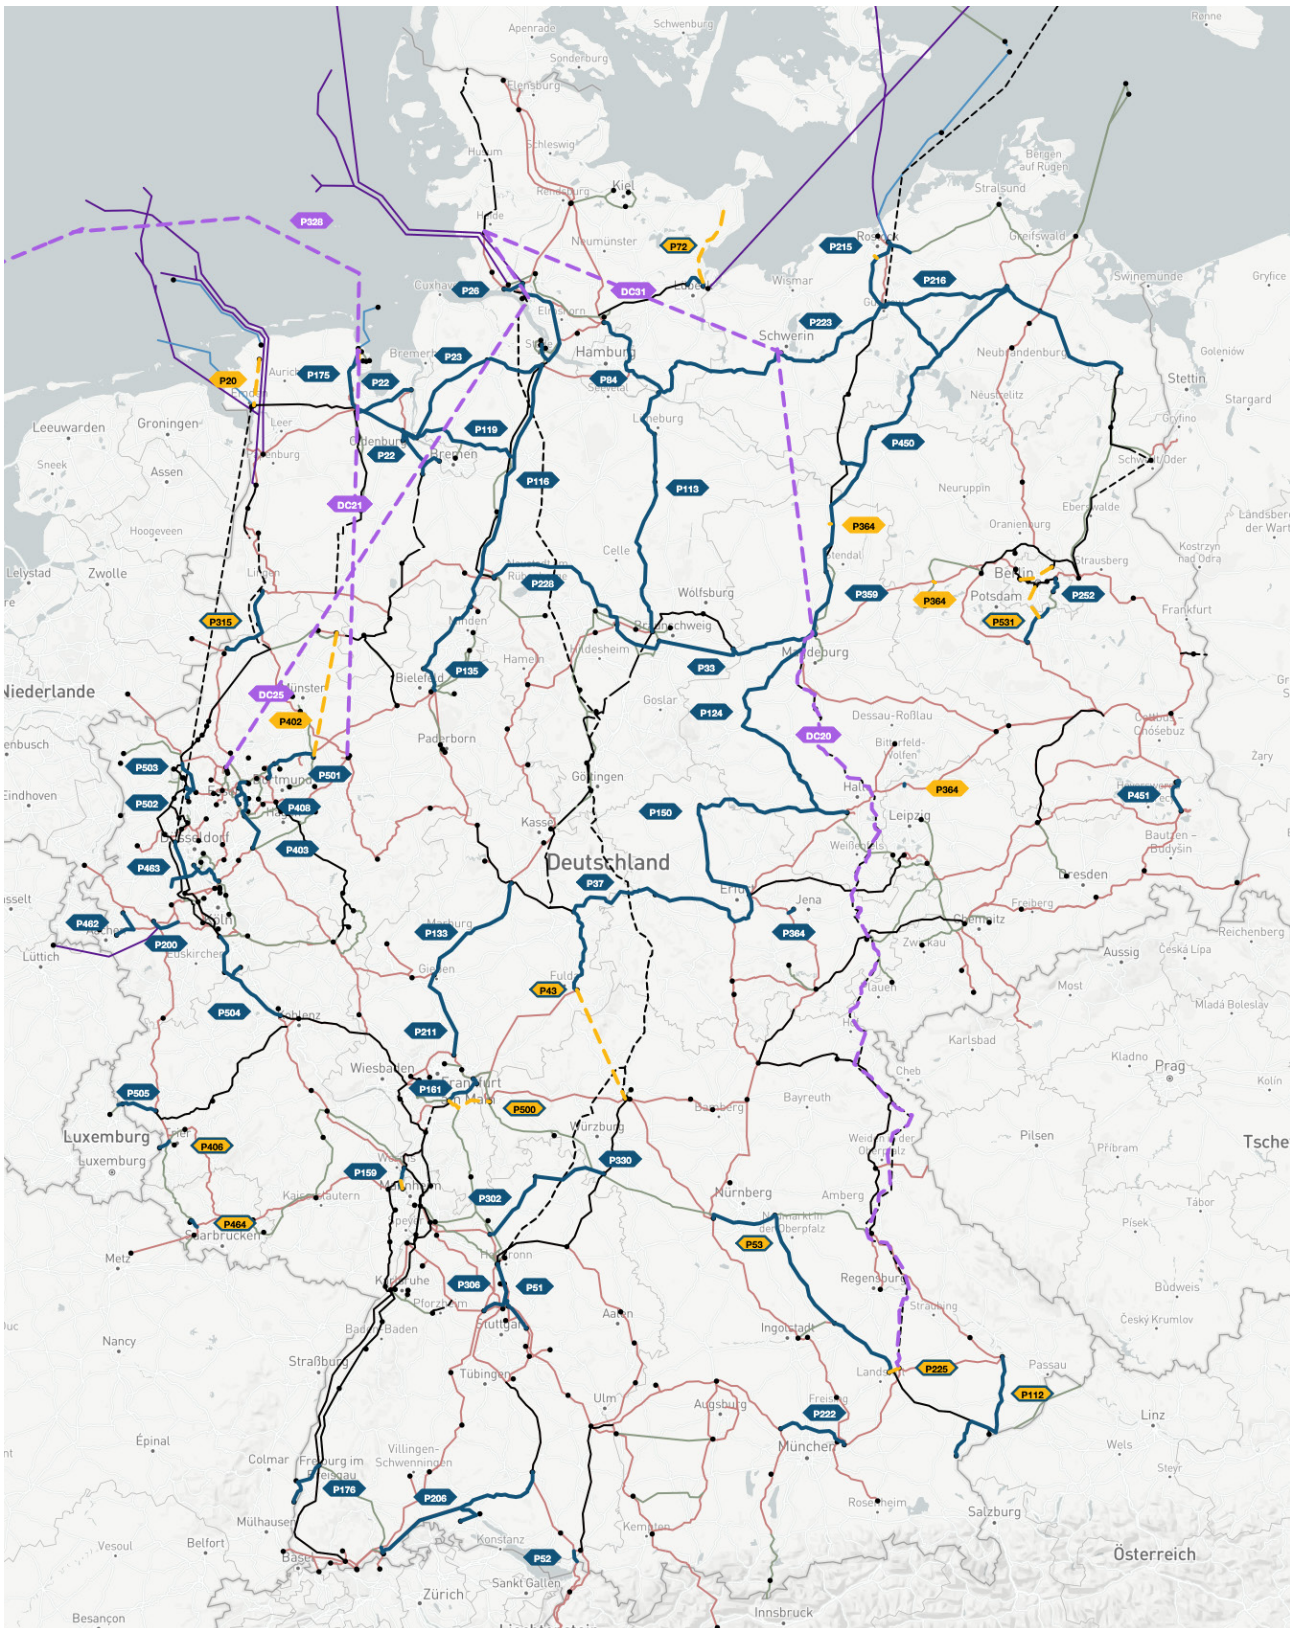 Apenrade
Schwenburg
Rønne
Sonderburg
Flensburg
Schleswig
Husum
Bergen
auf Rügen
Stralsund
Rendsburg
Kiel
P328
Heide
Neumünster
P72
P215
Rostock
Greifswald
Cuxhaven
P26
DC31
Lübeck
Wismar
P216
Swinemünde
Gryfice
Elmshorn
P223
Schwerin
Goleniów
Aurich
P175
P23
Hamburg
Neubrandenburg
P20
P22
P84
Neustrelitz
Stettin
Stargard
Emden
Gryfino
Leeuwarden
Groningen
Leer
Oldenburg
P119
Lüneburg
P450
P22
Bremen
Sneek
Assen
P116
P113
Schwedt/Oder
DC21
Neuruppin
Eberswalde
Hoogeveen
P364
Oranienburg
Landsberg
der Wart
Celle
Stendal
Kostrzyn
nad Odrą
Lelystad
Zwolle
Lingen
P228
Wolfsburg
P359
P364
Berlin
Strausberg
Potsdam
P252
Frankfurt
P315
Minden
Braunschweig
P531
Hildesheim
Magdeburg
Hameln
P33
P135
Niederlande
Bielefeld
DC25
Münster
Goslar
P124
P402
Dessau-Roßlau
Cottbus –
Chóśebuz
DC20
Paderborn
Bitterfeld-
Wolfen
Zary
P503
P501
Dortmund
Göttingen
Halle
P364
P451
Eindhoven
P502
Essen
P408
Hagen
P150
Leipzig
Düsseldorf
Kassel
Bautzen –
Budyšin
P403
Weißenfels
P463
Deutschland
P37
Erfurt
Dresden
Jena
Freiberg
P462
Köln
Marburg
P133
P364
Chemnitz
Reichenberg
Aachen
P200
Zwickau
Aussig
Česká Lípa
Lüttich
Euskirchen
Gießen
Fulda
P43
Plauen
Most
Mladá Boleslav
P504
Koblenz
P211
Hof
Karlsbad
Kladno
Prag
Wiesbaden
Cheb
Kolín
P161
Frankfurt
am Main
P505
P500
Bamberg
Bayreuth
Luxemburg
Trier
P406
Würzburg
Weiden in der
Oberpfalz
Pilsen
Příbram
Tsche
Luxemburg
Worms
P159
P330
Mannheim
Kaiserslautern
P302
Nürnberg
Amberg
Tábor
P464
Speyer
Neumarkt in
der Oberpfalz
Písek
Saarbrücken
P53
Metz
Heilbronn
Karlsruhe
P306
P51
Regensburg
Budweis
Pforzheim
Straubing
Aalen
Český Krumlov
Baden-Baden
Stuttgart
Ingolstadt
Nancy
Straßburg
Landshut
P225
Passau
Tübingen
P112
Ulm
Augsburg
Freising
P222
Linz
Épinal
Villingen-
Schwenningen
München
Wels
Colmar
Freiburg im
Breisgau
Steyr
P176
P206
Rosenheim
Salzburg
Mülhausen
Kempten
Vesoul
Belfort
Basel
Konstanz
P52
Österreich
Zürich
Sankt Gallen
Besançon
Innsbruck